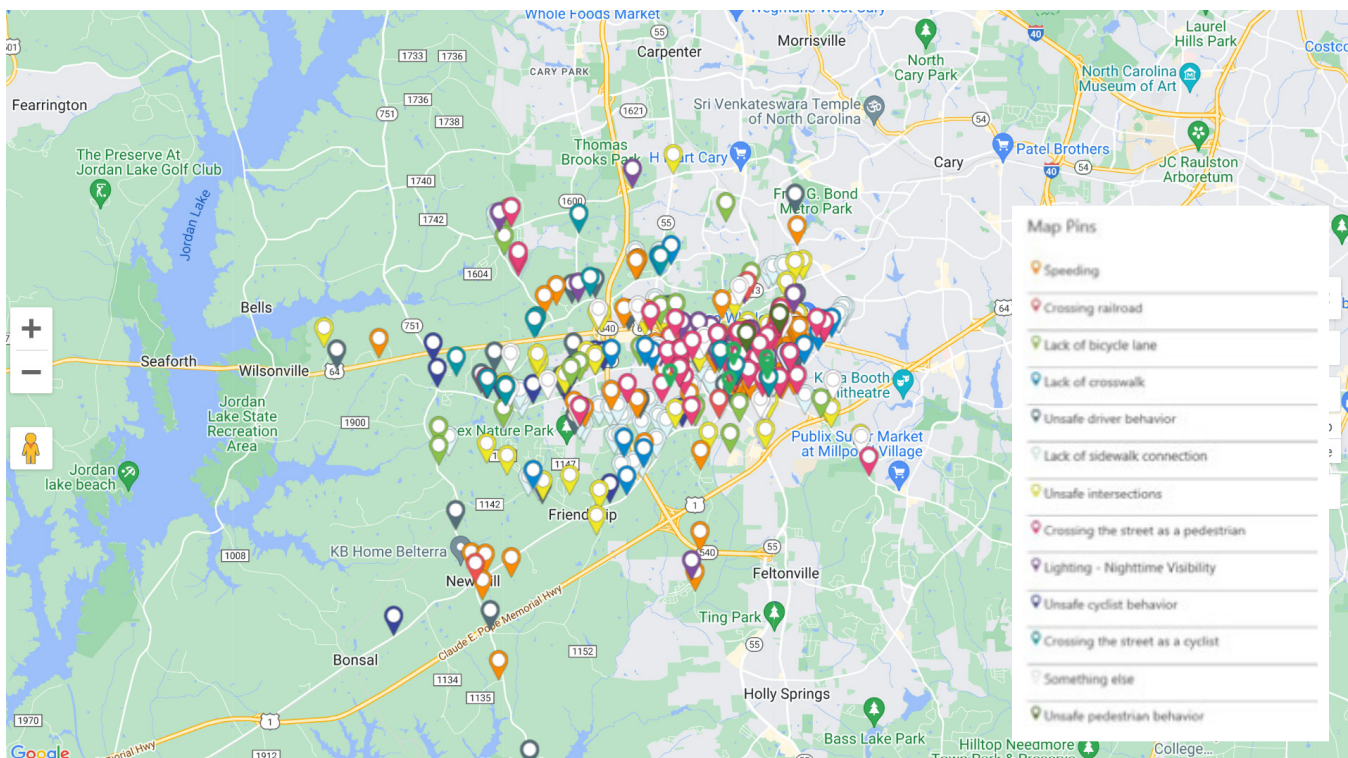 Whole Foods Market
Wegmans West Cary
55
Carpenter
Morrisville
40
Laurel
Hills Park
Costco
1733
1736
CARY PARK
North
Cary Park
North Carolina
Museum of Art
Fearrington
751
1736
1738
1621
Sri Venkateswara Temple
of North Carolina
54
Thomas
Brooks Park
H Mart Cary
Cary
Patel Brothers
40
54
JC Raulston
Arboretum
The Preserve At
Jordan Lake Golf Club
Jordan Lake
1740
1742
1600
55
Fred G. Bond
Metro Park
1604
Bells
751
Seaforth
Wilsonville
64
64
540
Jordan
Lake State
Recreation
Area
1900
Jordan
lake beach
Nature Park
1147
Publix Super Market
at Millpond Village
1142
Friendship
1
1008
KB Home Belterra
New Hill
540
55
Feltonville
Claude E. Pope Memorial Hwy
Ting Park
Bonsal
1152
55
1134
1135
Holly Springs
1970
1
Bass Lake Park
Hilltop Needmore
Town Park & Preserve
College...
Google
1912
+
−
Map Pins
Speeding
Crossing railroad
Lack of bicycle lane
Lack of crosswalk
Unsafe driver behavior
Lack of sidewalk connection
Unsafe intersections
Crossing the street as a pedestrian
Lighting - Nighttime Visibility
Unsafe cyclist behavior
Crossing the street as a cyclist
Something else
Unsafe pedestrian behavior